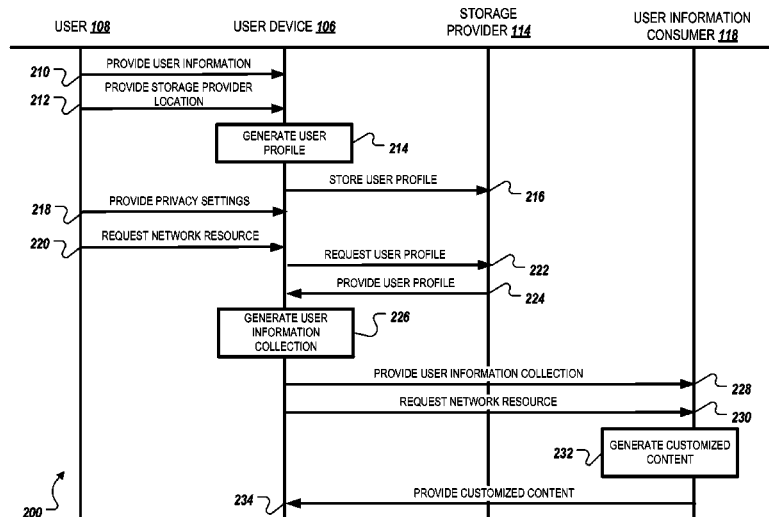 USER 108
USER DEVICE 106
STORAGE
PROVIDER 114
USER INFORMATION
CONSUMER 118
210
PROVIDE USER INFORMATION
212
PROVIDE STORAGE PROVIDER
LOCATION
GENERATE USER
PROFILE
214
STORE USER PROFILE
216
218
PROVIDE PRIVACY SETTINGS
220
REQUEST NETWORK RESOURCE
REQUEST USER PROFILE
222
PROVIDE USER PROFILE
224
GENERATE USER
INFORMATION
COLLECTION
226
PROVIDE USER INFORMATION COLLECTION
228
REQUEST NETWORK RESOURCE
230
232
GENERATE CUSTOMIZED
CONTENT
200
234
PROVIDE CUSTOMIZED CONTENT